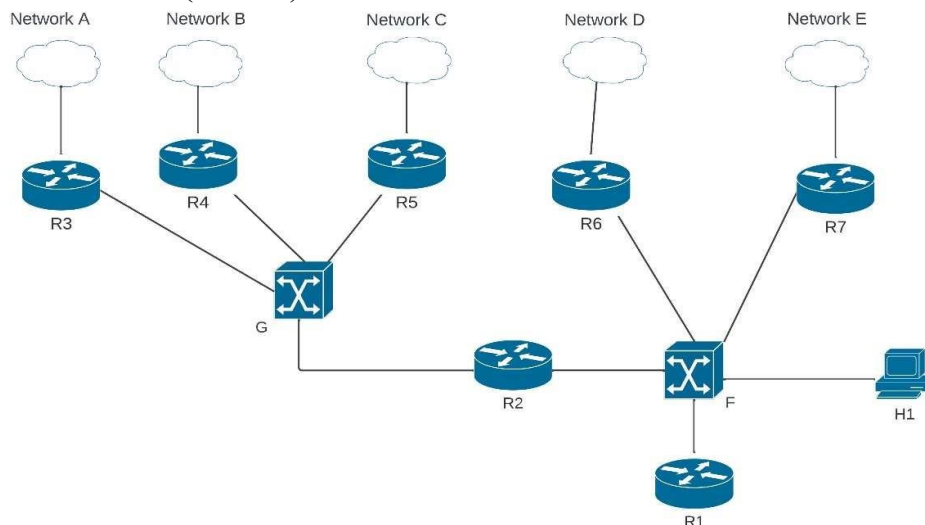 Network A
Network B
Network C
Network D
Network E
R3
R4
R5
R6
R7
G
R2
F
H1
R1